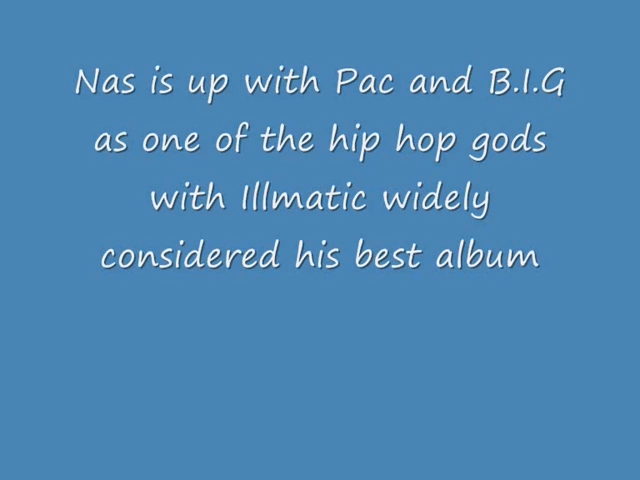 Nas is up with Pac and B.I.G
as one of the hip hop gods
with Illmatic widely
considered his best album